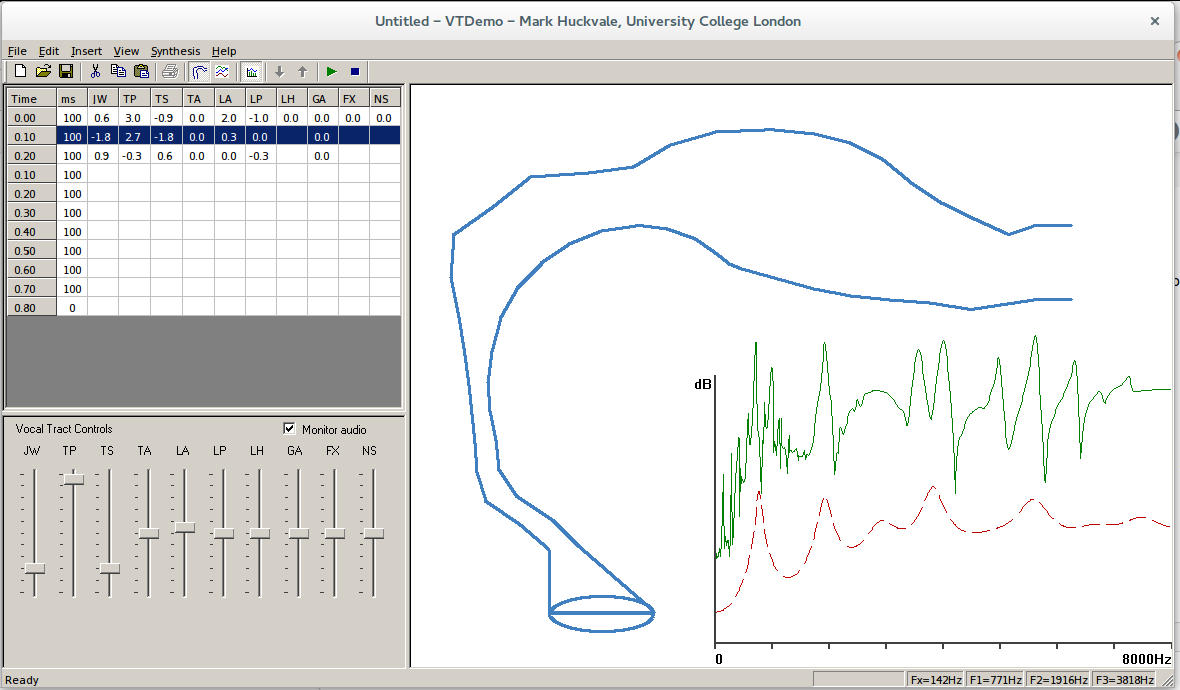 Untitled – VTDemo – Mark Huckvale, University College London ×
File Edit Insert View Synthesis Help
Time ms JW TP TS TA LA LP LH GA FX NS
0.00 100 0.6 3.0 -0.9 0.0 2.0 -1.0 0.0 0.0 0.0 0.0
0.10 100 -1.8 2.7 -1.8 0.0 0.3 0.0 0.0
0.20 100 0.9 -0.3 0.6 0.0 0.0 -0.3 0.0
0.10 100
0.20 100
0.30 100
0.40 100
0.50 100
0.60 100
0.70 100
0.80 0
Vocal Tract Controls Monitor audio
JW TP TS TA LA LP LH GA FX NS
dB
0 8000Hz
Ready Fx=142Hz F1=771Hz F2=1916Hz F3=3818Hz